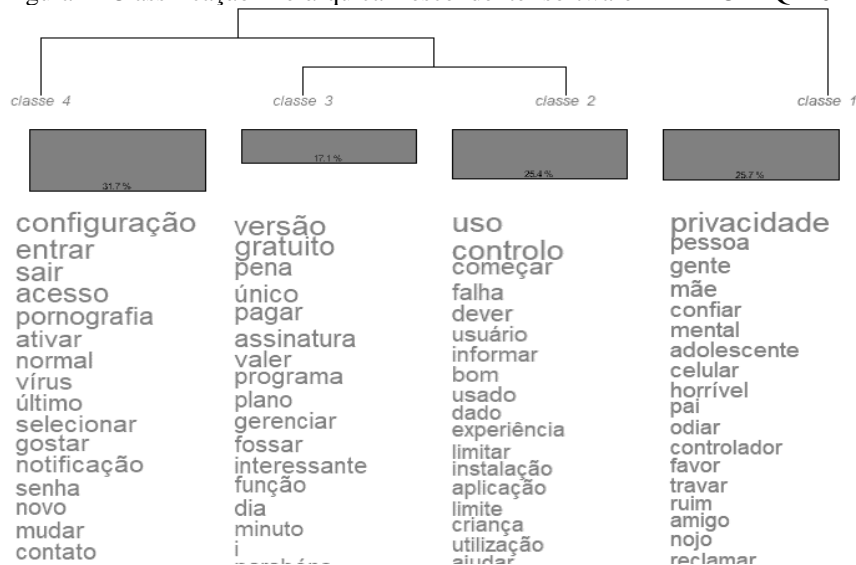 classe 4
classe 3
classe 2
classe 1
31.7 %
17.1 %
25.4 %
25.7 %
configuração
entrar
sair
acesso
pornografia
ativar
normal
vírus
último
selecionar
gostar
notificação
senha
novo
mudar
contato
versão
gratuito
pena
único
pagar
assinatura
valer
programa
plano
gerenciar
fossar
interessante
função
dia
minuto
i
uso
controlo
começar
falha
dever
usuário
informar
bom
usado
dado
experiência
limitar
instalação
aplicação
limite
criança
utilização
ajudar
privacidade
pessoa
gente
mãe
confiar
mental
adolescente
celular
horrível
pai
odiar
controlador
favor
travar
ruim
amigo
nojo
reclamar